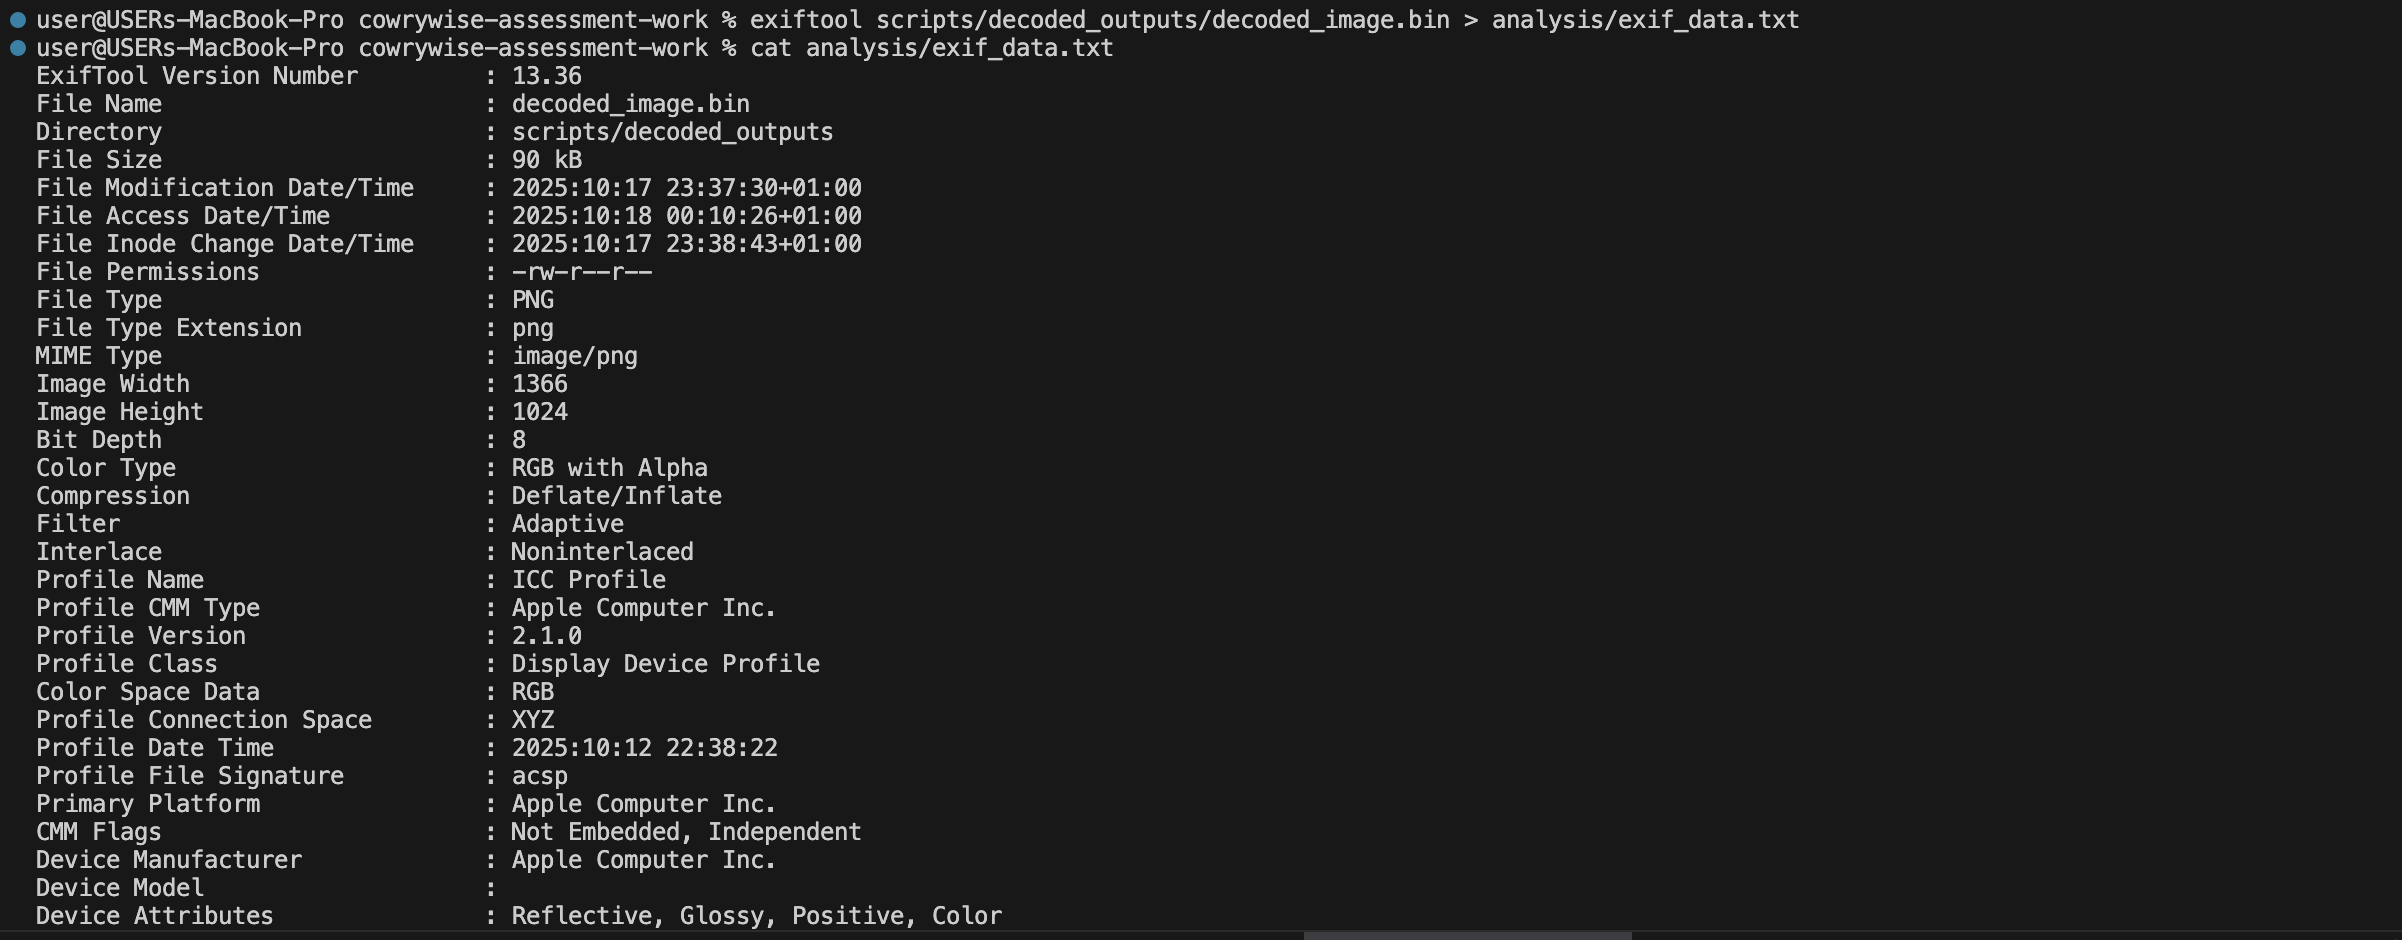 user@USERs-MacBook-Pro cowrywise-assessment-work % exiftool scripts/decoded_outputs/decoded_image.bin > analysis/exif_data.txt
user@USERs-MacBook-Pro cowrywise-assessment-work % cat analysis/exif_data.txt
ExifTool Version Number : 13.36
File Name : decoded_image.bin
Directory : scripts/decoded_outputs
File Size : 90 kB
File Modification Date/Time : 2025:10:17 23:37:30+01:00
File Access Date/Time : 2025:10:18 00:10:26+01:00
File Inode Change Date/Time : 2025:10:17 23:38:43+01:00
File Permissions : -rw-r--r--
File Type : PNG
File Type Extension : png
MIME Type : image/png
Image Width : 1366
Image Height : 1024
Bit Depth : 8
Color Type : RGB with Alpha
Compression : Deflate/Inflate
Filter : Adaptive
Interlace : Noninterlaced
Profile Name : ICC Profile
Profile CMM Type : Apple Computer Inc.
Profile Version : 2.1.0
Profile Class : Display Device Profile
Color Space Data : RGB
Profile Connection Space : XYZ
Profile Date Time : 2025:10:12 22:38:22
Profile File Signature : acsp
Primary Platform : Apple Computer Inc.
CMM Flags : Not Embedded, Independent
Device Manufacturer : Apple Computer Inc.
Device Model :
Device Attributes : Reflective, Glossy, Positive, Color